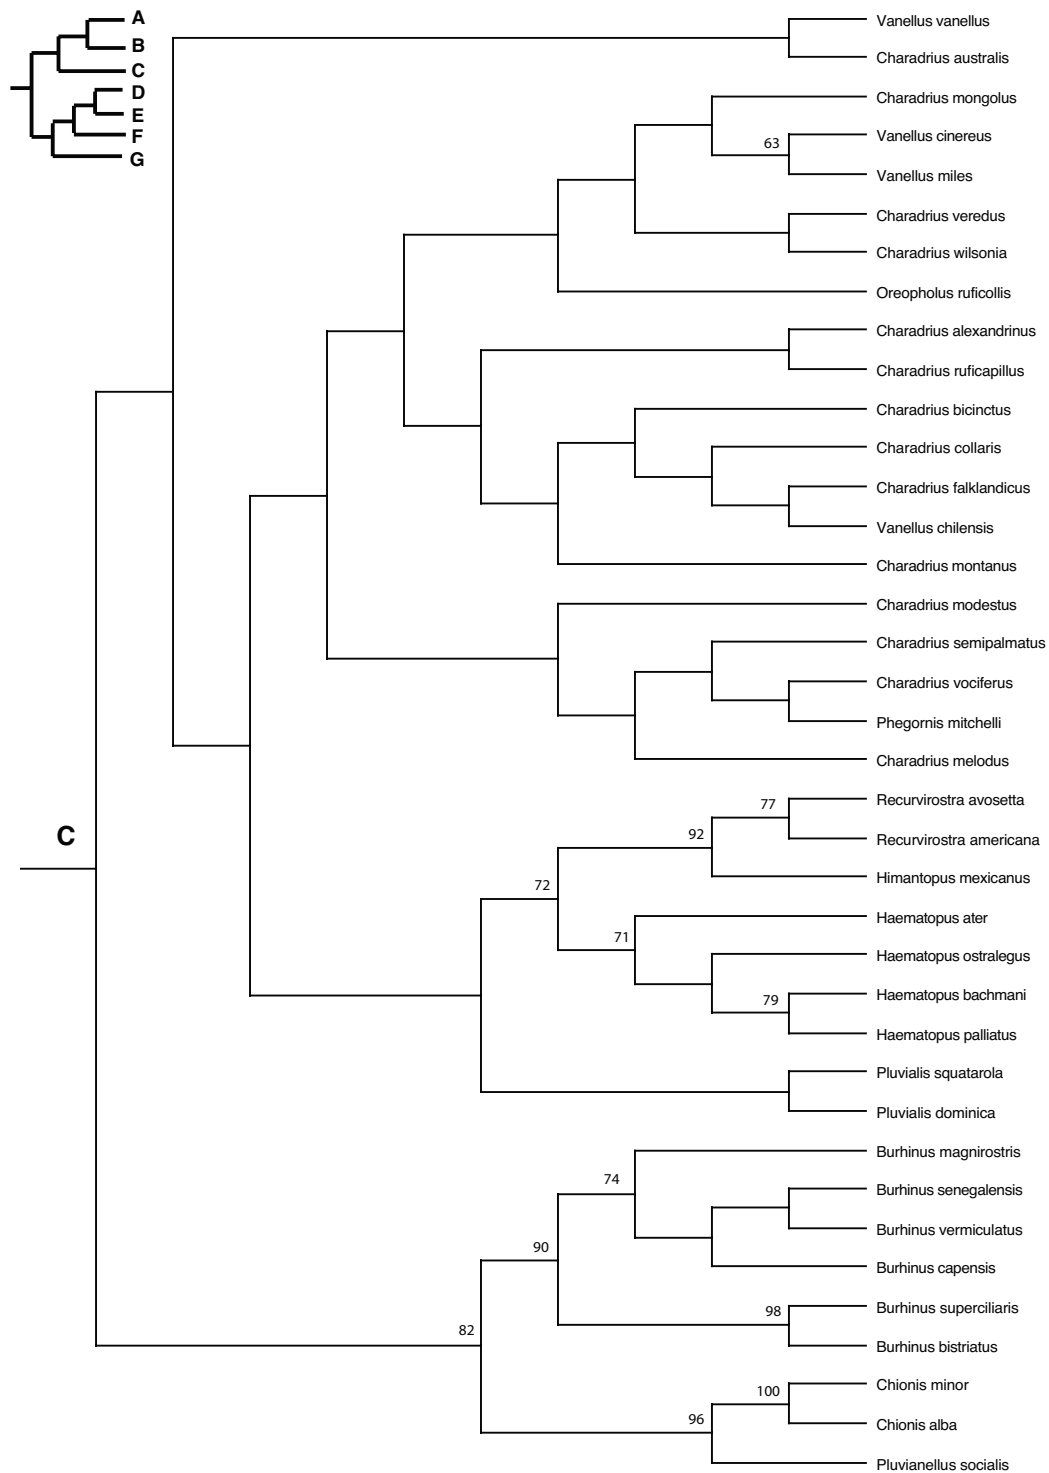 A
B
C
D
E
F
G
Vanellus vanellus
Charadrius australis
Charadrius mongolus
63
Vanellus cinereus
Vanellus miles
Charadrius veredus
Charadrius wilsonia
Oreopholus ruficollis
Charadrius alexandrinus
Charadrius ruficapillus
Charadrius bicinctus
Charadrius collaris
Charadrius falklandicus
Vanellus chilensis
Charadrius montanus
Charadrius modestus
Charadrius semipalmatus
Charadrius vociferus
Phegornis mitchelli
Charadrius melodus
77
Recurvirostra avosetta
C
92
Recurvirostra americana
Himantopus mexicanus
72
Haematopus ater
71
Haematopus ostralegus
79
Haematopus bachmani
Haematopus palliatus
Pluvialis squatarola
Pluvialis dominica
Burhinus magnirostris
74
Burhinus senegalensis
Burhinus vermiculatus
90
Burhinus capensis
98
Burhinus superciliaris
82
Burhinus bistriatus
100
Chionis minor
96
Chionis alba
Pluvianellus socialis